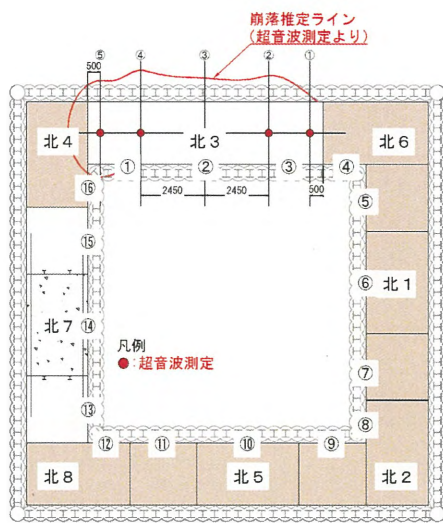 崩落推定ライン
(超音波測定より)
⑤ ④ ③ ② ①
500
北4
北3
北6
① ② ③ ④
2450 2450 500
⑯
⑤
⑮
北7
⑭
⑬
⑥
北1
⑦
⑧
凡例
●:超音波測定
⑫ ⑪ ⑩ ⑨
北8
北5
北2